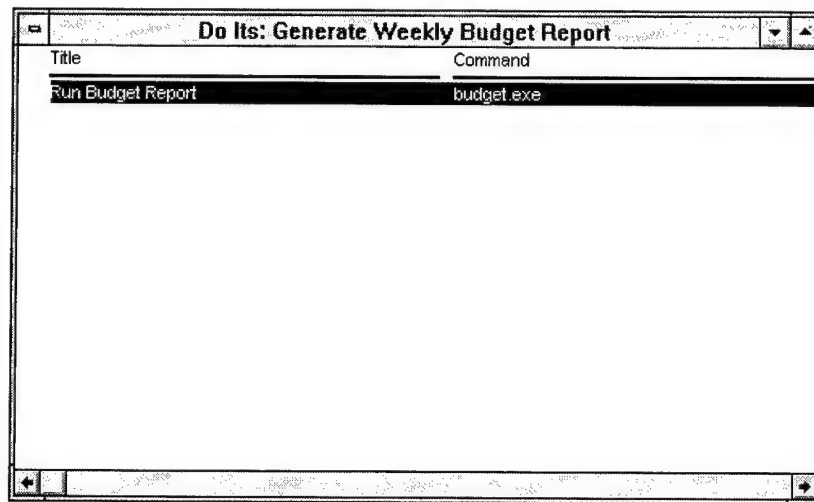 Do Its: Generate Weekly Budget Report
Title Command
Run Budget Report budget.exe